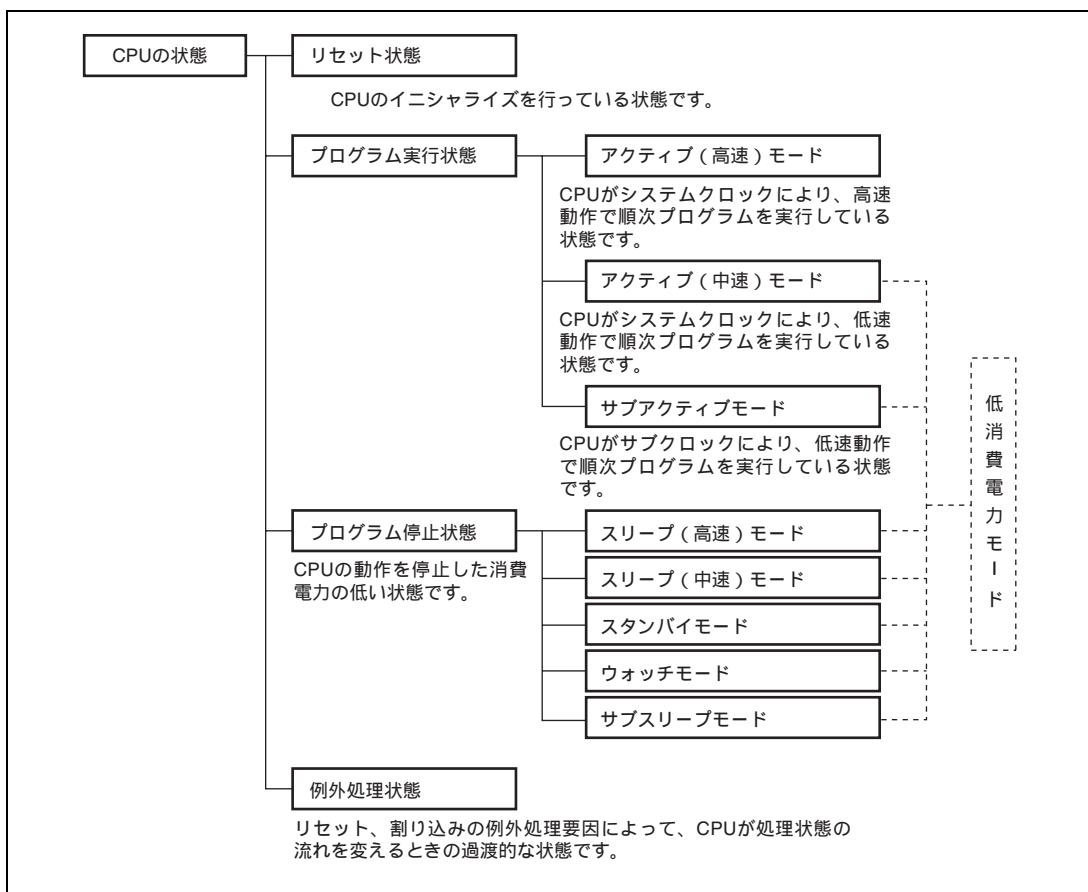 CPUの状態
リセット状態
CPUのイニシャライズを行っている状態です。
プログラム実行状態
アクティブ（高速）モード
CPUがシステムクロックにより、高速
動作で順次プログラムを実行している
状態です。
アクティブ（中速）モード
CPUがシステムクロックにより、低速
動作で順次プログラムを実行している
状態です。
サブアクティブモード
CPUがサブクロックにより、低速動作
で順次プログラムを実行している状態
です。
プログラム停止状態
CPUの動作を停止した消費
電力の低い状態です。
スリープ（高速）モード
スリープ（中速）モード
スタンバイモード
ウォッチモード
サブスリープモード
低消費電力モード
例外処理状態
リセット、割り込みの例外処理要因によって、CPUが処理状態の
流れを変えるときの過渡的な状態です。